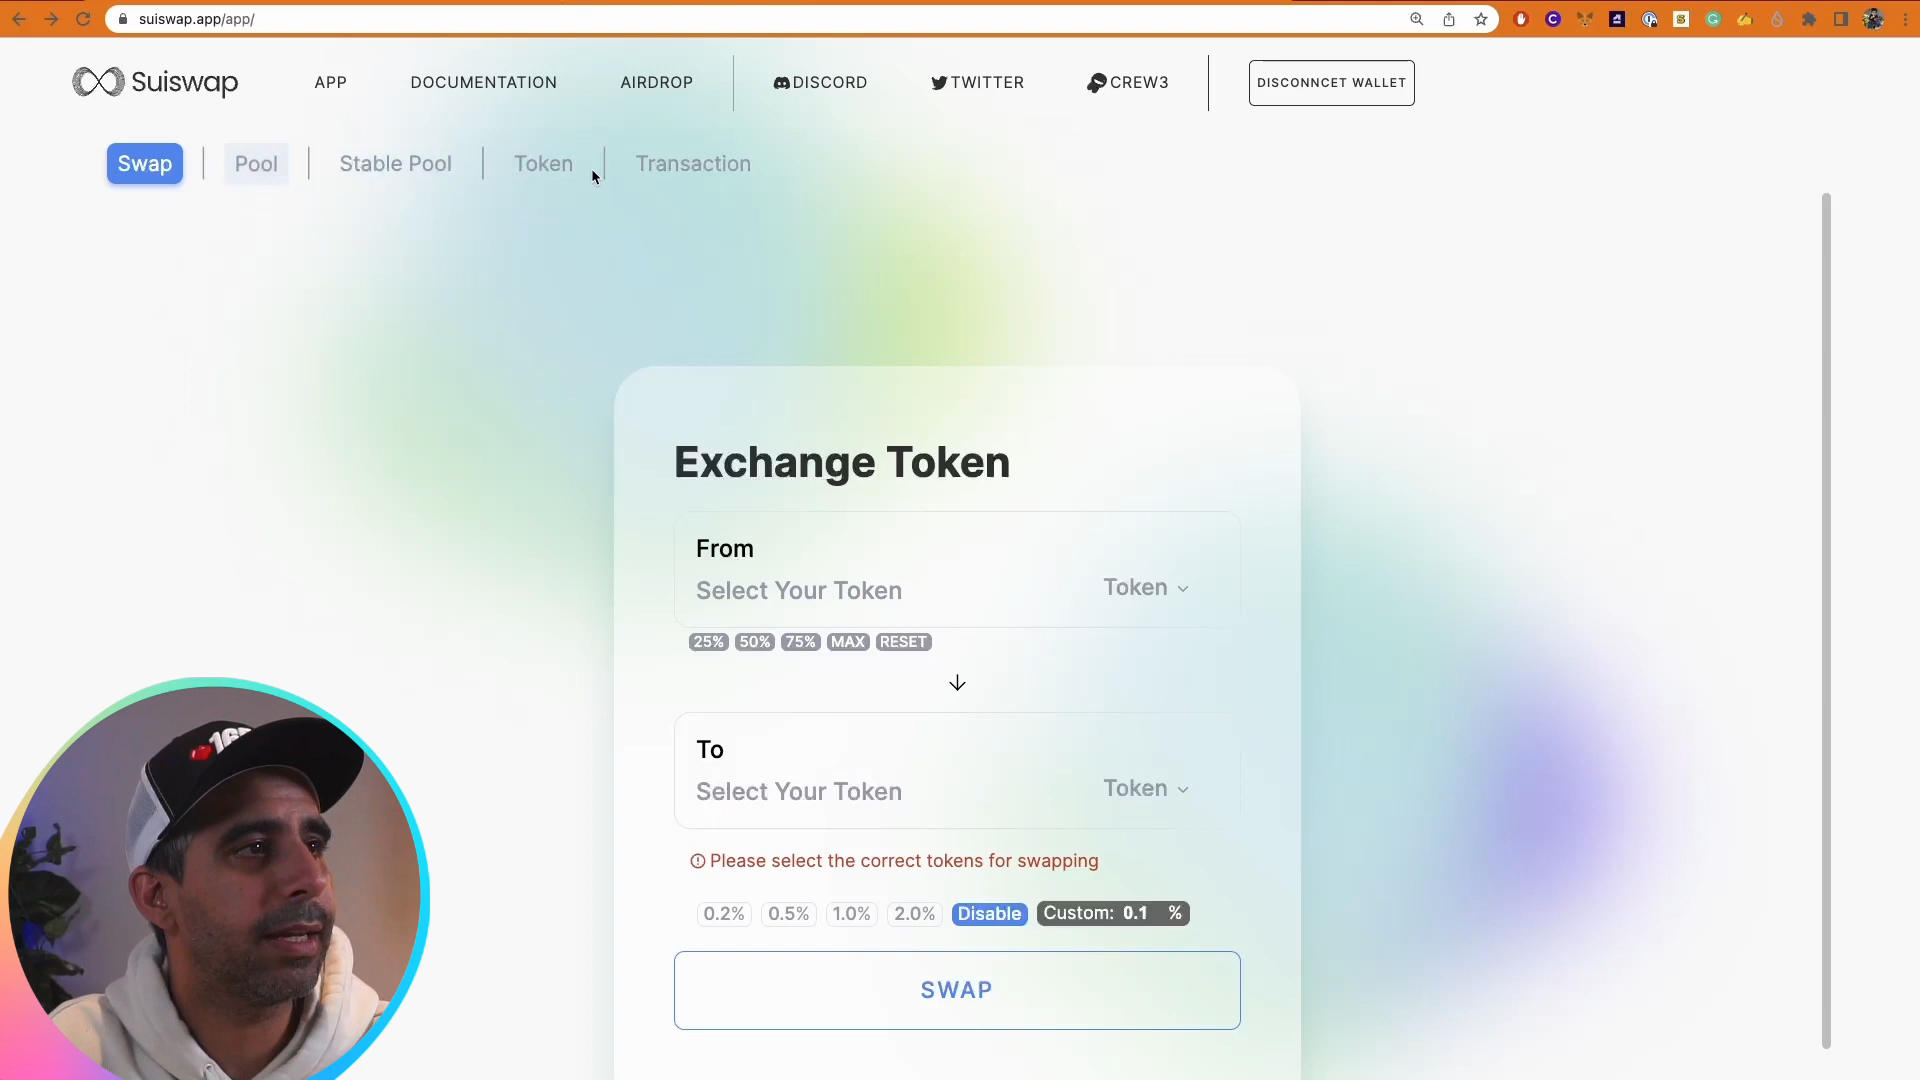 suiswap.app/app/
Suiswap APP DOCUMENTATION AIRDROP DISCORD TWITTER CREW3 DISCONNCET WALLET
Swap Pool Stable Pool Token Transaction
Exchange Token
From
Select Your Token Token
25% 50% 75% MAX RESET
To
Select Your Token Token
Please select the correct tokens for swapping
0.2% 0.5% 1.0% 2.0% Disable Custom: 0.1 %
SWAP